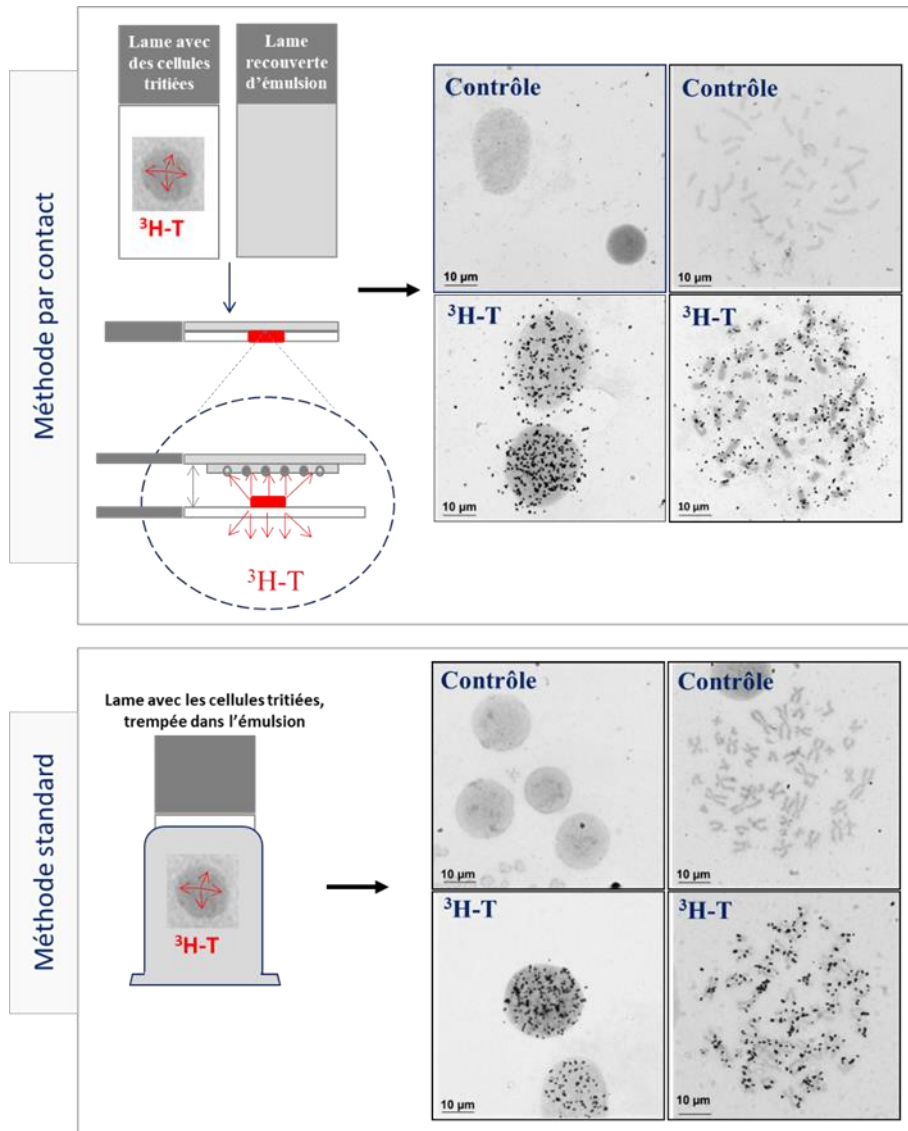 Méthode par contact
Lame avec
des cellules
tritiées
Lame
recouverte
d'émulsion
³H-T
³H-T
Contrôle
10 µm
Contrôle
10 µm
³H-T
10 µm
³H-T
10 µm
Méthode standard
Lame avec les cellules tritiées,
trempée dans l'émulsion
³H-T
Contrôle
10 µm
Contrôle
10 µm
³H-T
10 µm
³H-T
10 µm